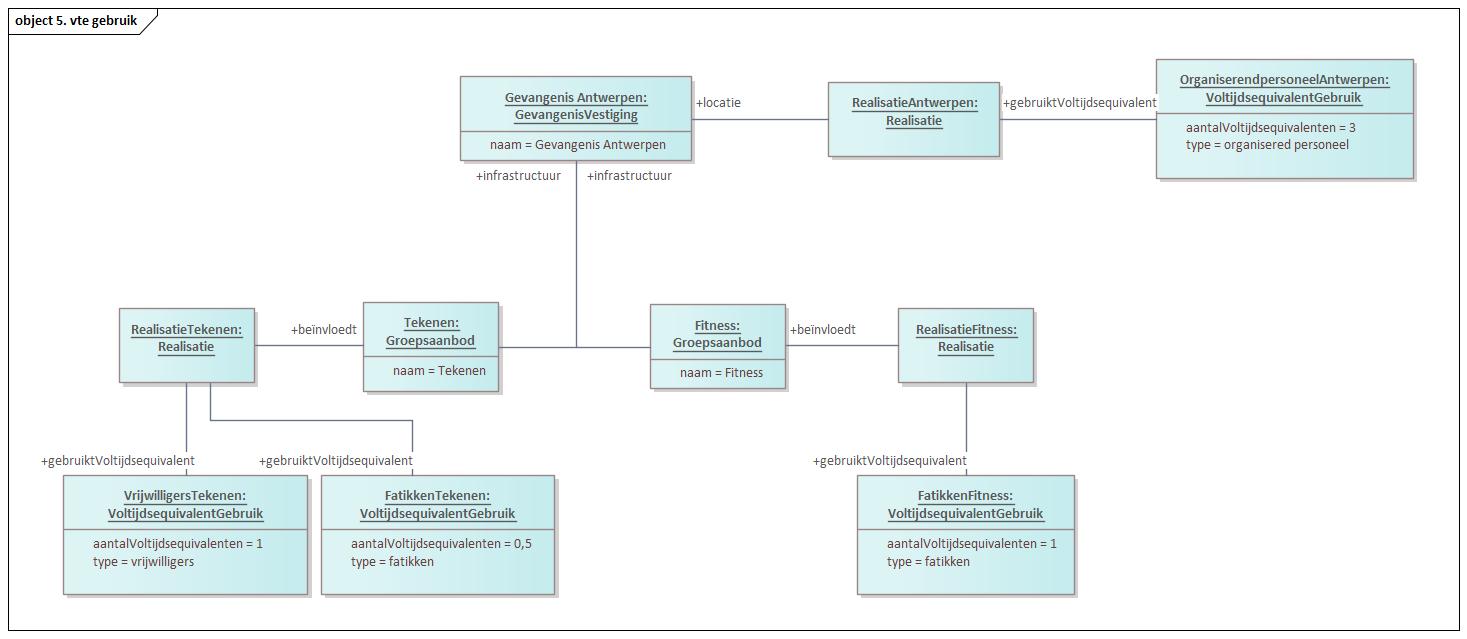 object 5. vte gebruik
Gevangenis Antwerpen:
GevangenisVestiging
naam = Gevangenis Antwerpen
+locatie
RealisatieAntwerpen:
Realisatie
+gebruiktVoltijdsequivalent
OrganiserendpersoneelAntwerpen:
VoltijdsequivalentGebruik
aantalVoltijdsequivalenten = 3
type = organisered personeel
+infrastructuur
+infrastructuur
RealisatieTekenen:
Realisatie
+beïnvloedt
Tekenen:
Groepsaanbod
naam = Tekenen
Fitness:
Groepsaanbod
naam = Fitness
+beïnvloedt
RealisatieFitness:
Realisatie
+gebruiktVoltijdsequivalent
+gebruiktVoltijdsequivalent
+gebruiktVoltijdsequivalent
VrijwilligersTekenen:
VoltijdsequivalentGebruik
aantalVoltijdsequivalenten = 1
type = vrijwilligers
FatikkenTekenen:
VoltijdsequivalentGebruik
aantalVoltijdsequivalenten = 0,5
type = fatikken
FatikkenFitness:
VoltijdsequivalentGebruik
aantalVoltijdsequivalenten = 1
type = fatikken